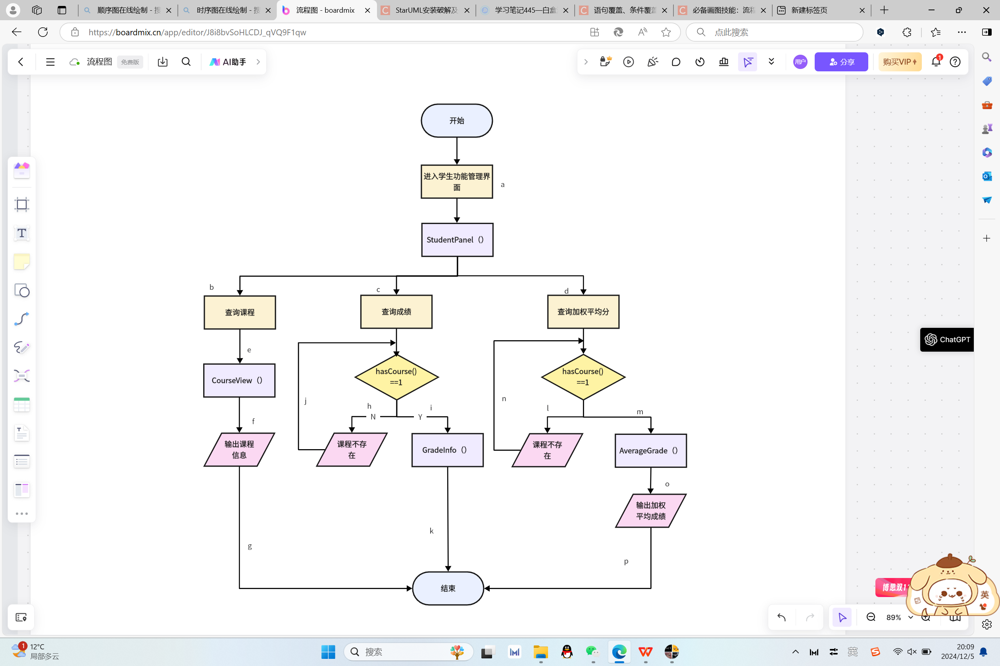 顺序图在线绘制 - 搜
时序图在线绘制 - 搜
流程图 - boardmix
StarUML安装破解及
学习笔记445—白盒
语句覆盖、条件覆盖
必备画图技能：流程
新建标签页
https://boardmix.cn/app/editor/J8i8bvSoHLCDJ_qVQ9F1qw
点此搜索
流程图
免费版
AI助手
用户
分享
购买VIP
1
开始
进入学生功能管理界
面
a
StudentPanel（）
b
c
d
查询课程
查询成绩
查询加权平均分
ChatGPT
e
hasCourse()
==1
hasCourse()
==1
CourseView（）
j
n
h
i
l
m
N
Y
f
输出课程
信息
课程不存
在
GradeInfo（）
课程不存
在
AverageGrade（）
o
输出加权
平均成绩
k
g
p
结束
博思双1
英
89%
1
12°C
局部多云
搜索
英
20:09
2024/12/5